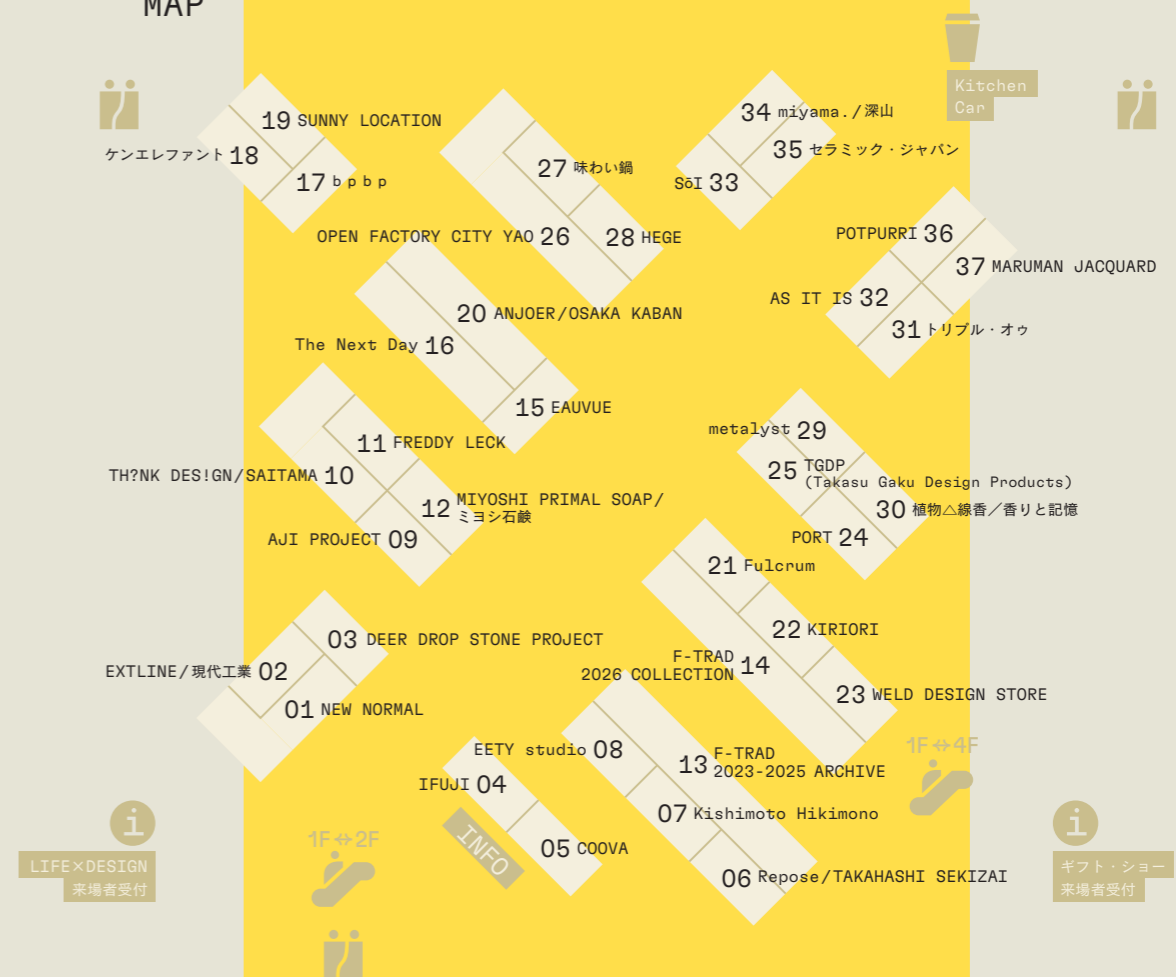 MAP
Kitchen
Car
19 SUNNY LOCATION
ケンエレファント 18
17 bpbp
27 味わい鍋
OPEN FACTORY CITY YAO 26
28 HEGE
34 miyama./深山
35 セラミック・ジャパン
SōI 33
POTPURRI 36
37 MARUMAN JACQUARD
AS IT IS 32
31 トリプル・オゥ
20 ANJOER/OSAKA KABAN
The Next Day 16
15 EAUVUE
11 FREDDY LECK
TH?NK DES!GN/SAITAMA 10
12 MIYOSHI PRIMAL SOAP/
ミヨシ石鹸
AJI PROJECT 09
metalyst 29
25 TGDP
(Takasu Gaku Design Products)
30 植物△線香／香りと記憶
PORT 24
21 Fulcrum
22 KIRIORI
F-TRAD
2026 COLLECTION 14
23 WELD DESIGN STORE
03 DEER DROP STONE PROJECT
EXTLINE/現代工業 02
01 NEW NORMAL
EETY studio 08
13 F-TRAD
2023-2025 ARCHIVE
IFUJI 04
07 Kishimoto Hikimono
05 COOVA
06 Repose/TAKAHASHI SEKIZAI
INFO
1F⇔4F
1F⇔2F
i
LIFE×DESIGN
来場者受付
i
ギフト・ショー
来場者受付